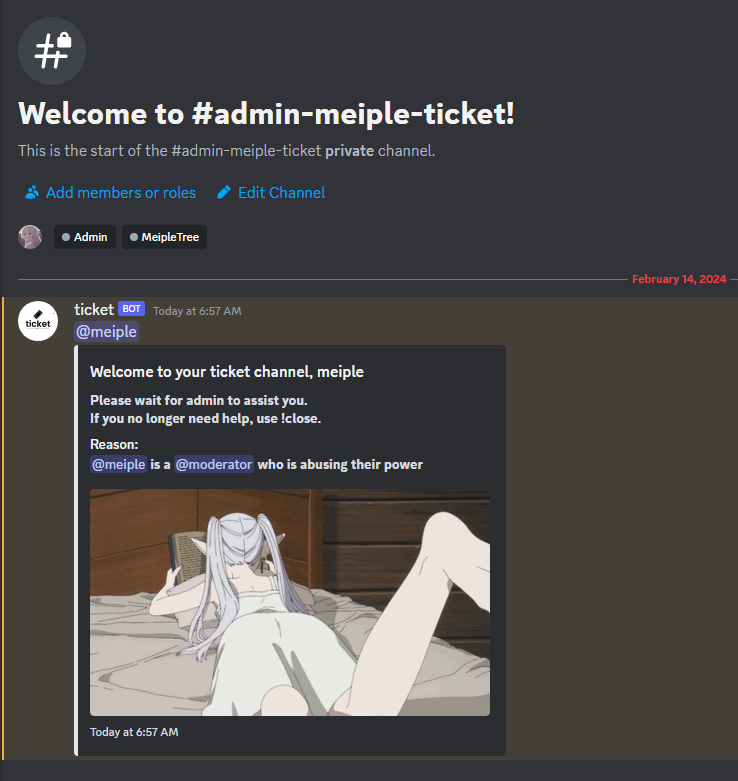 Welcome to #admin-meiple-ticket!
This is the start of the #admin-meiple-ticket private channel.
Add members or roles Edit Channel
Admin MeipleTree
February 14, 2024
ticket
ticket BOT Today at 6:57 AM
@meiple
Welcome to your ticket channel, meiple
Please wait for admin to assist you.
If you no longer need help, use !close.
Reason:
@meiple is a @moderator who is abusing their power
Today at 6:57 AM